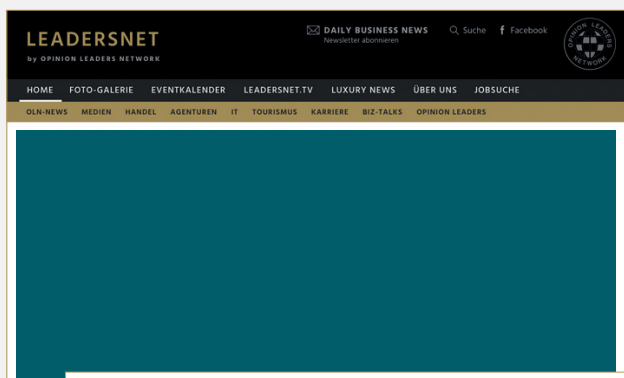 LEADERSNET
by OPINION LEADERS NETWORK
DAILY BUSINESS NEWS
Newsletter abonnieren
Suche
Facebook
OPINION LEADERS NETWORK
HOME FOTO-GALERIE EVENTKALENDER LEADERSNET.TV LUXURY NEWS ÜBER UNS JOBSUCHE
OLN-NEWS MEDIEN HANDEL AGENTUREN IT TOURISMUS KARRIERE BIZ-TALKS OPINION LEADERS